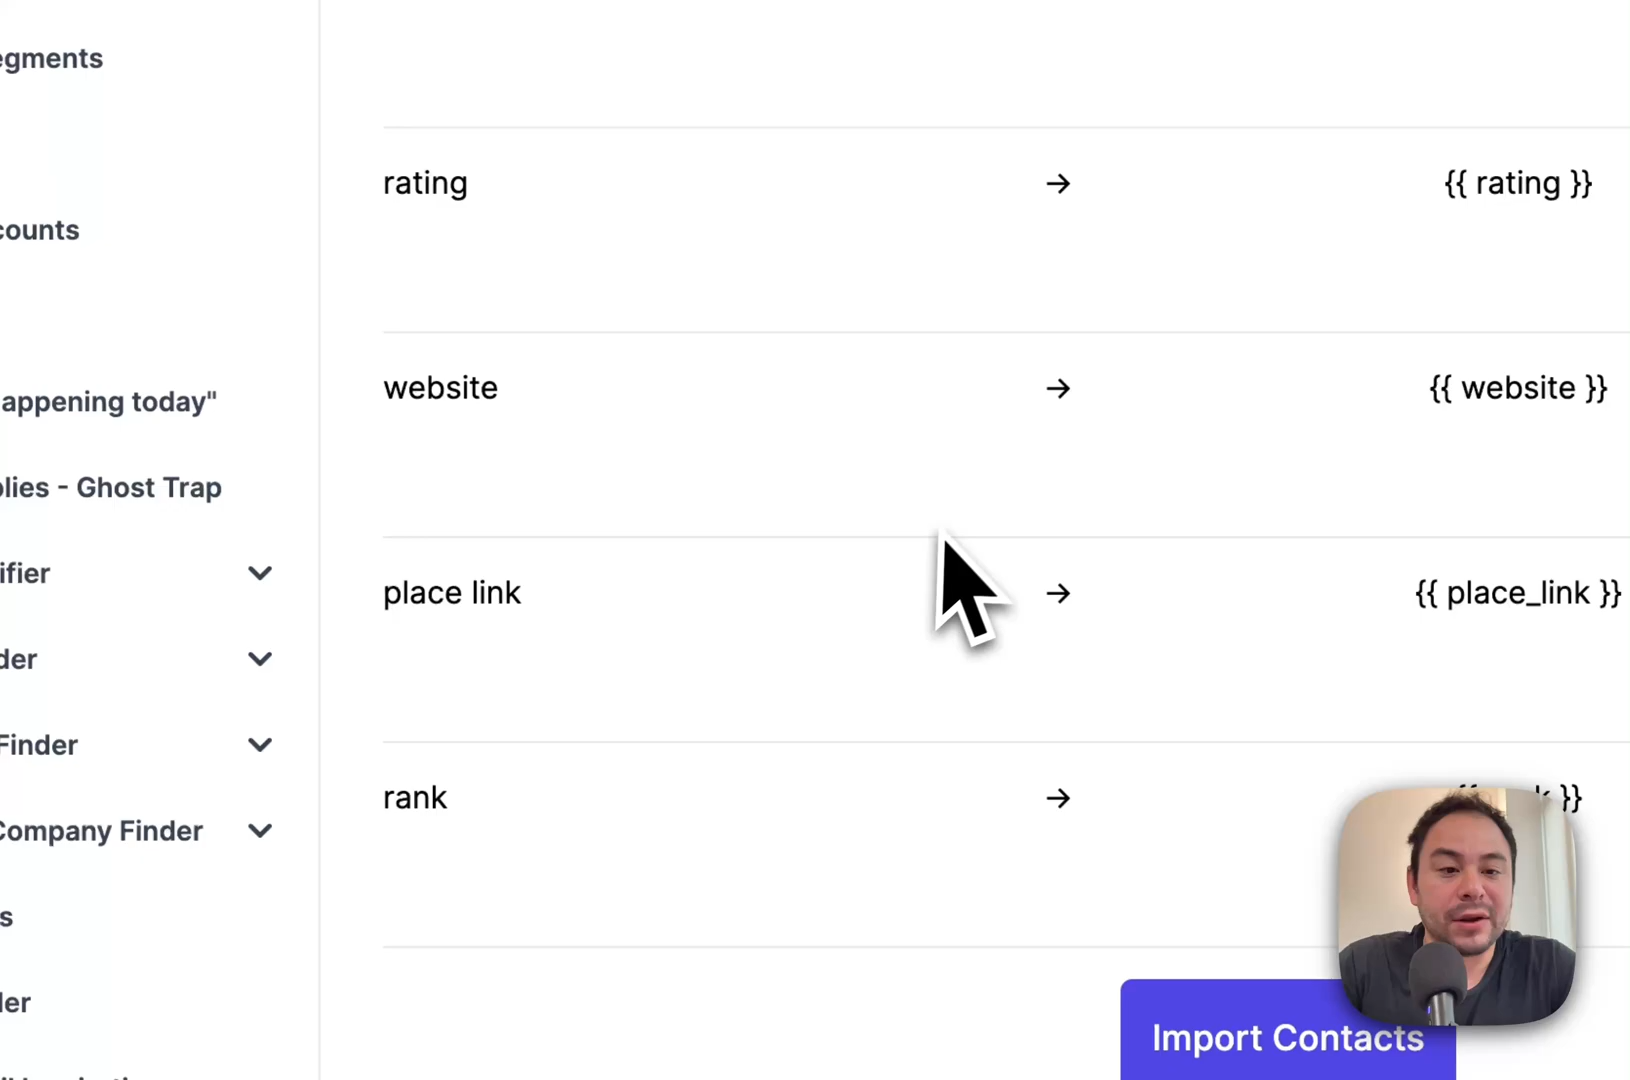 egments
counts
appening today"
plies - Ghost Trap
ifier
der
Finder
Company Finder
s
ler
rating → {{ rating }}
website → {{ website }}
place link → {{ place_link }}
rank → }}
Import Contacts